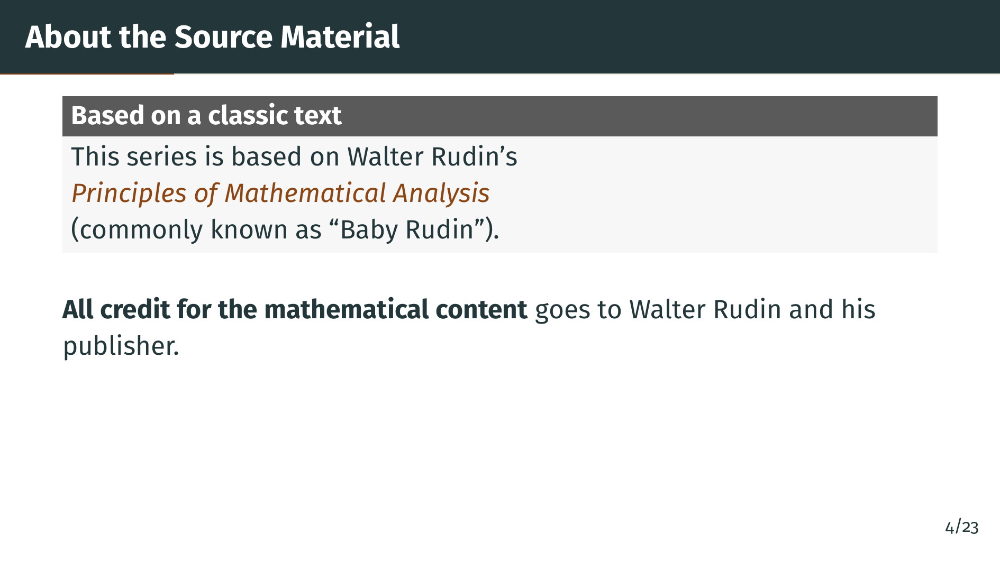 About the Source Material
Based on a classic text
This series is based on Walter Rudin’s
Principles of Mathematical Analysis
(commonly known as “Baby Rudin”).
All credit for the mathematical content goes to Walter Rudin and his
publisher.
4/23